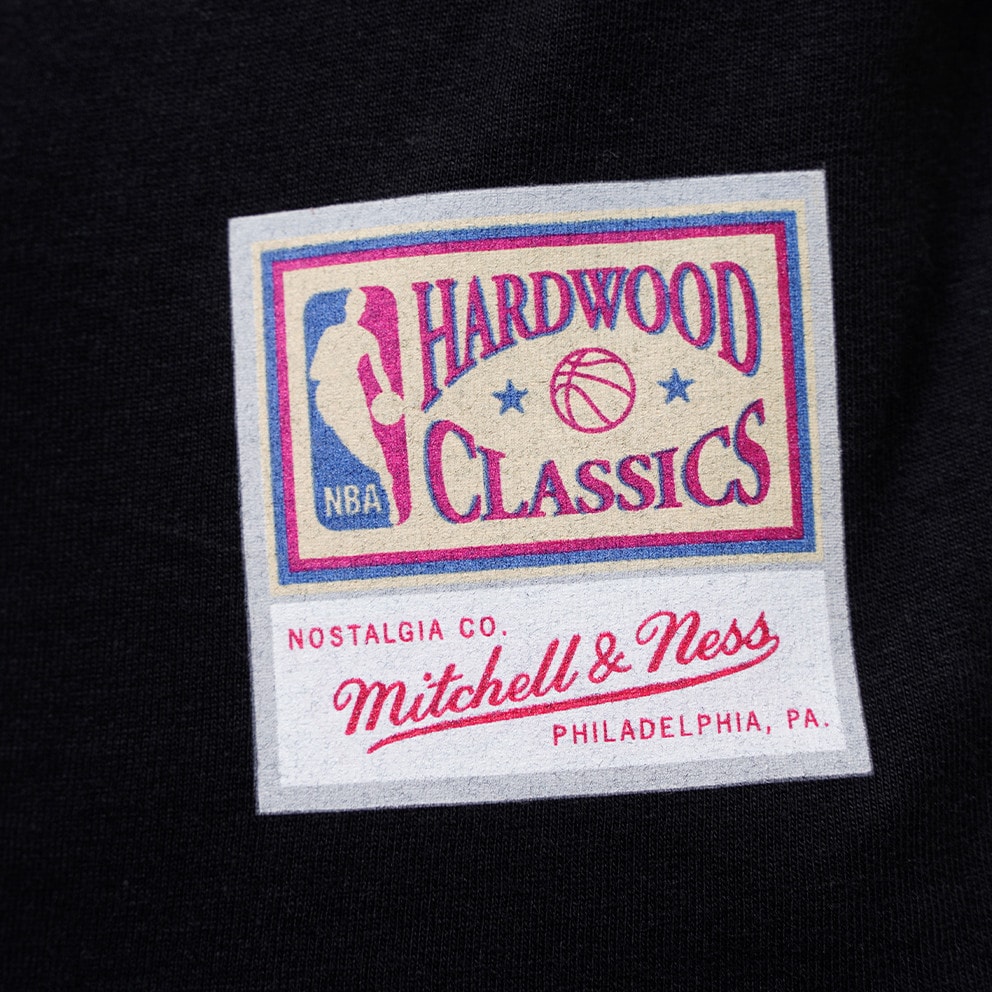 HARDWOOD
CLASSICS
NBA
NOSTALGIA CO.
Mitchell & Ness
PHILADELPHIA, PA.